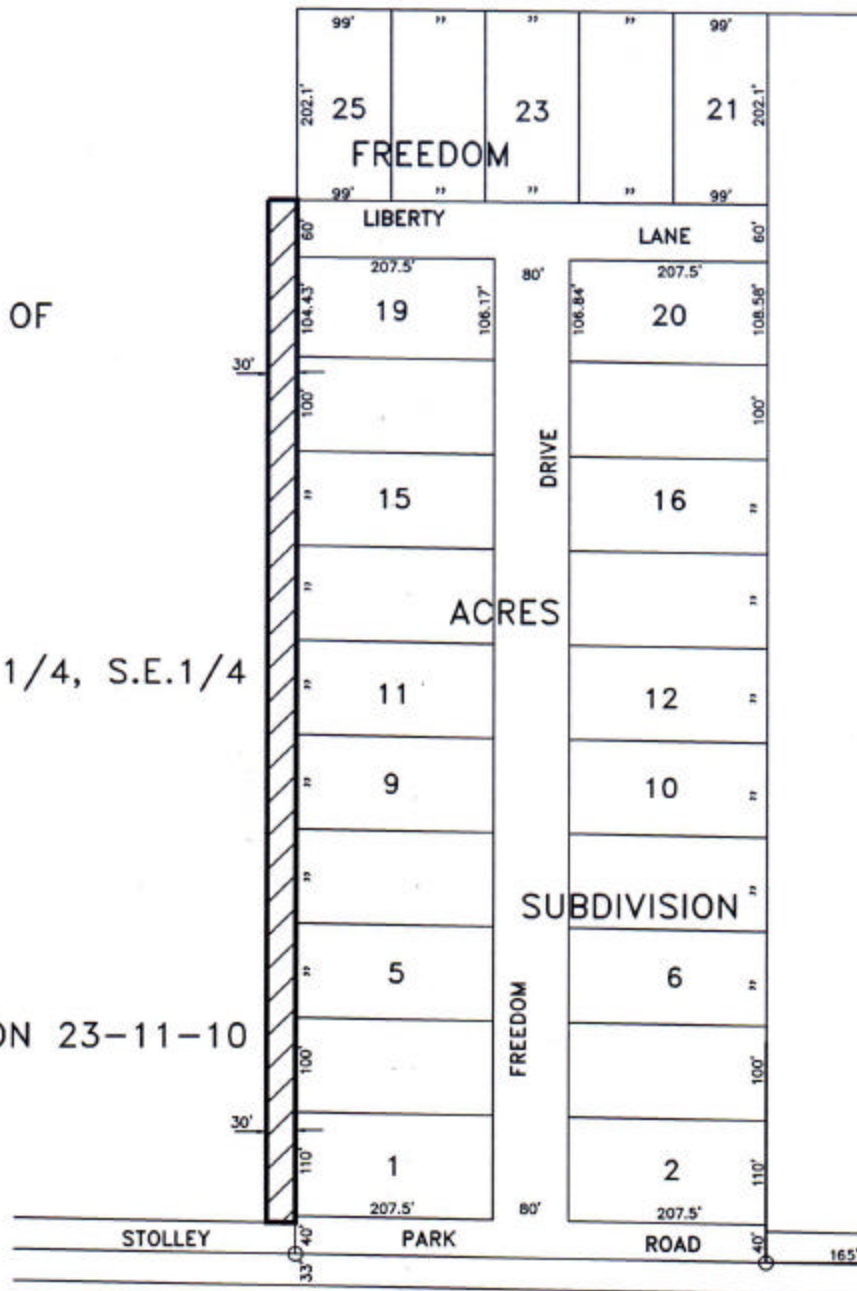 99' " " " 99'
202.1' 25 23 21 202.1'
FREEDOM
99' " " " 99'
60' LIBERTY LANE 60'
207.5' 80' 207.5'
OF
104.43' 19 106.17' 106.84' 20 108.58'
30'
100' 100'
DRIVE
" 15 16 "
" "
ACRES
1/4, S.E.1/4
" 11 12 "
" 9 10 "
" "
SUBDIVISION
" 5 6 "
FREEDOM
ON 23-11-10
100' 100'
30'
110' 1 2 110'
207.5' 80' 207.5'
STOLLEY 40' PARK ROAD 40'
165'
33'